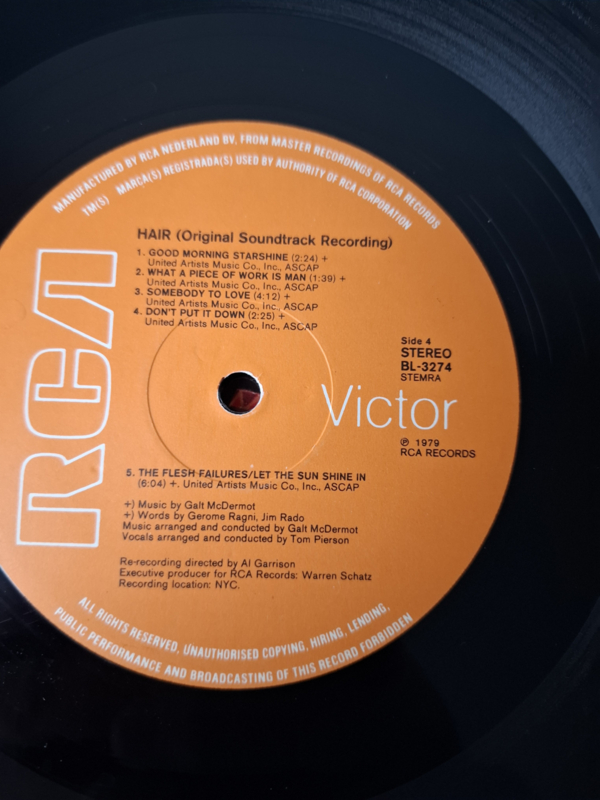 MANUFACTURED BY RCA NEDERLAND BV. FROM MASTER RECORDINGS OF RCA RECORDS
TM(S) MARCA(S) REGISTRADA(S) USED BY AUTHORITY OF RCA CORPORATION
HAIR (Original Soundtrack Recording)
1. GOOD MORNING STARSHINE (2:24) +
United Artists Music Co., Inc., ASCAP
2. WHAT A PIECE OF WORK IS MAN (1:39) +
United Artists Music Co., Inc., ASCAP
3. SOMEBODY TO LOVE (4:12) +
United Artists Music Co., Inc., ASCAP
4. DON'T PUT IT DOWN (2:25) +
United Artists Music Co., Inc., ASCAP
RCA
Side 4
STEREO
BL-3274
STEMRA
Victor
℗ 1979
RCA RECORDS
5. THE FLESH FAILURES/LET THE SUN SHINE IN
(6:04) +. United Artists Music Co., Inc., ASCAP
+) Music by Galt McDermot
+) Words by Gerome Ragni, Jim Rado
Music arranged and conducted by Galt McDermot
Vocals arranged and conducted by Tom Pierson
Re-recording directed by Al Garrison
Executive producer for RCA Records: Warren Schatz
Recording location: NYC.
ALL RIGHTS RESERVED, UNAUTHORISED COPYING, HIRING, LENDING,
PUBLIC PERFORMANCE AND BROADCASTING OF THIS RECORD FORBIDDEN